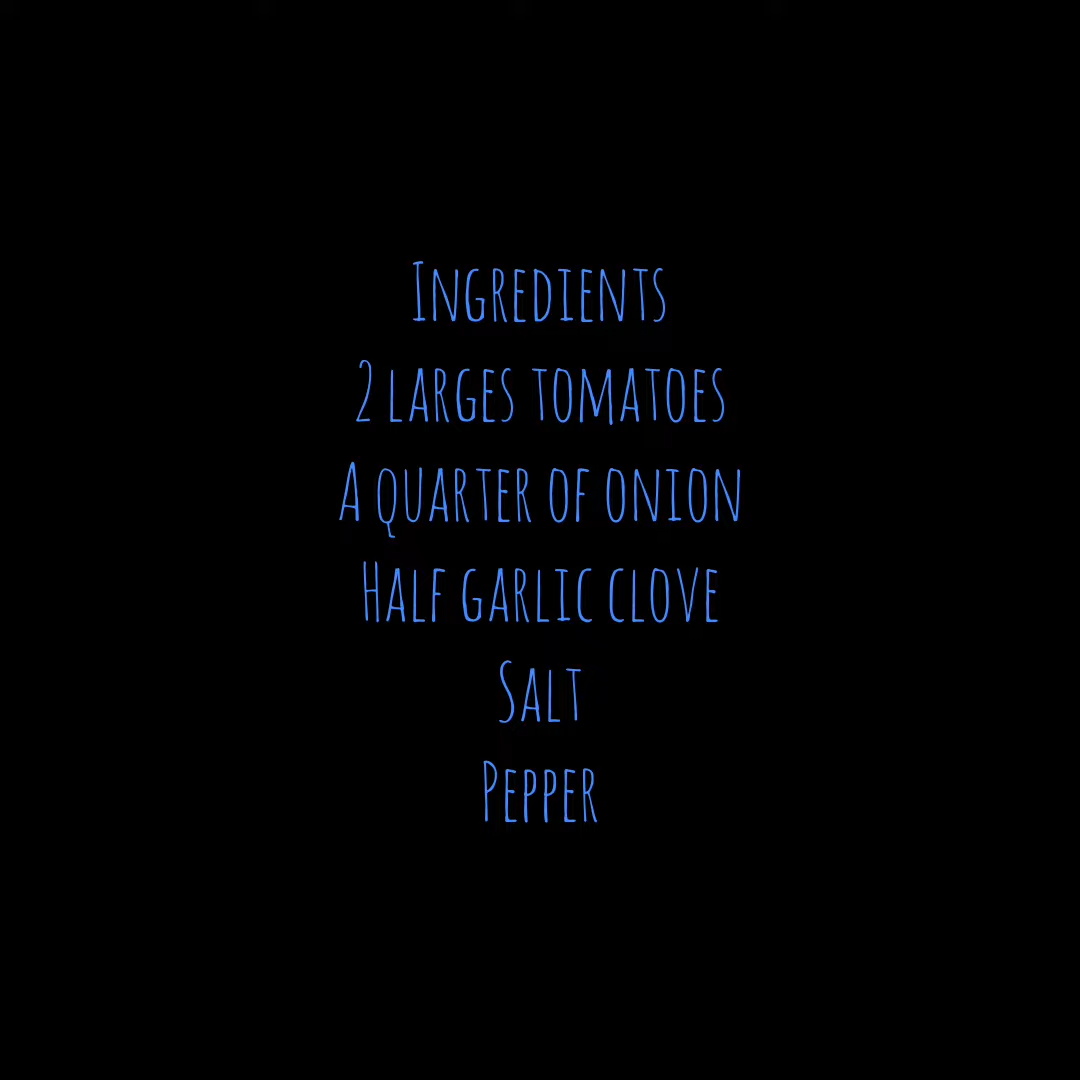 Ingredients
2 larges tomatoes
A quarter of onion
Half garlic clove
Salt
Pepper